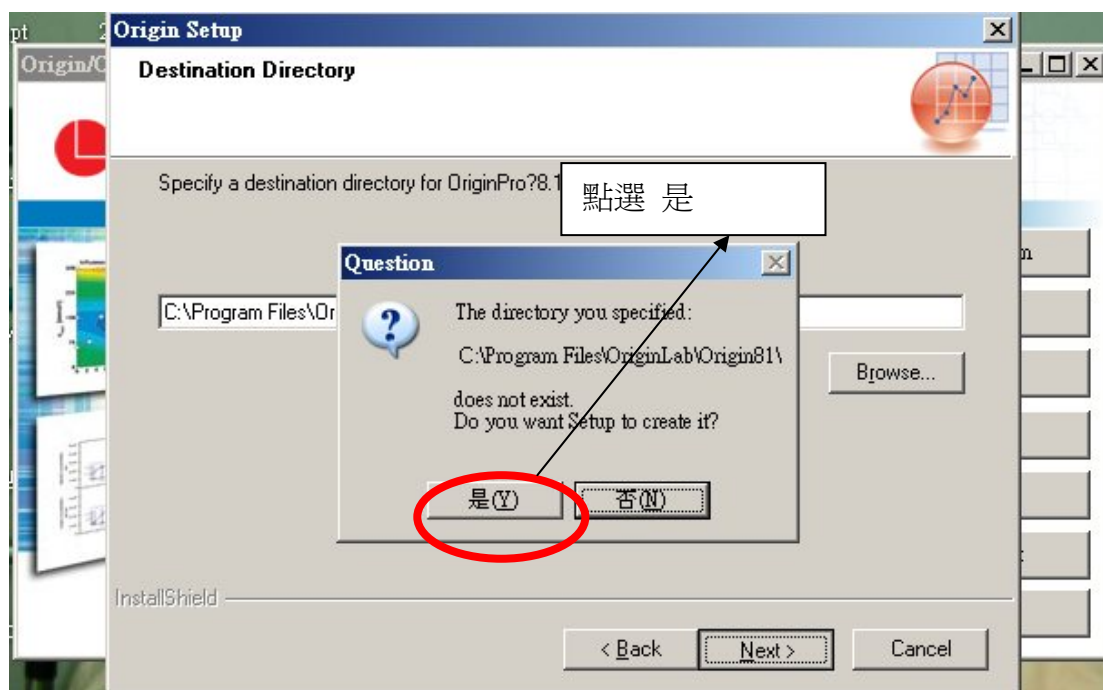 pt
Origin Setup
Origin/O
Destination Directory
Specify a destination directory for OriginPro?8.1
點選 是
Question
The directory you specified:
C:\Program Files\Or
C:\Program Files\OriginLab\Origin81\
Browse...
does not exist.
Do you want Setup to create it?
是(Y)
否(N)
InstallShield
< Back
Next >
Cancel